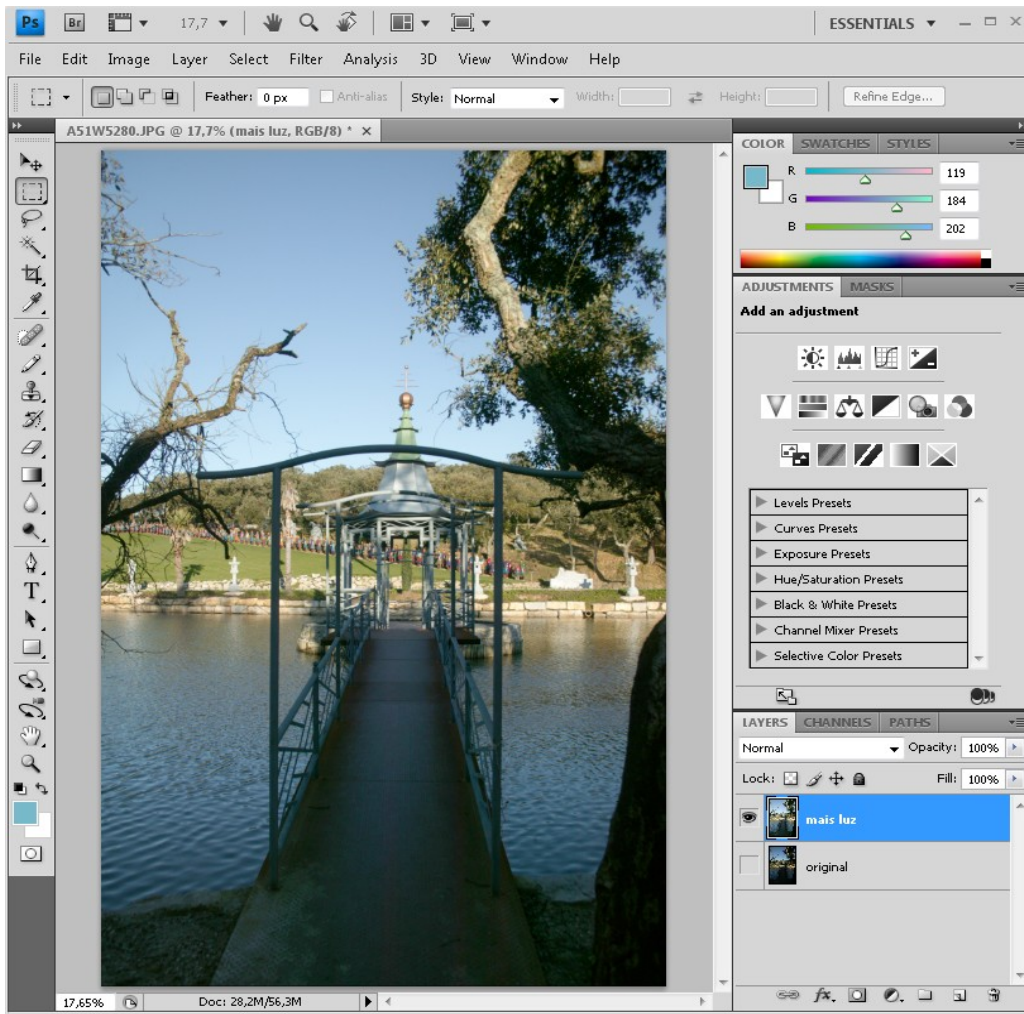 Ps Br 17,7 ESSENTIALS
File Edit Image Layer Select Filter Analysis 3D View Window Help
Feather: 0 px Anti-alias Style: Normal Width: Height: Refine Edge...
A51W5280.JPG @ 17,7% (mais luz, RGB/8) *
COLOR SWATCHES STYLES
R 119
G 184
B 202
ADJUSTMENTS MASKS
Add an adjustment
Levels Presets
Curves Presets
Exposure Presets
Hue/Saturation Presets
Black & White Presets
Channel Mixer Presets
Selective Color Presets
LAYERS CHANNELS PATHS
Normal Opacity: 100%
Lock: Fill: 100%
mais luz
original
17,65% Doc: 28,2M/56,3M